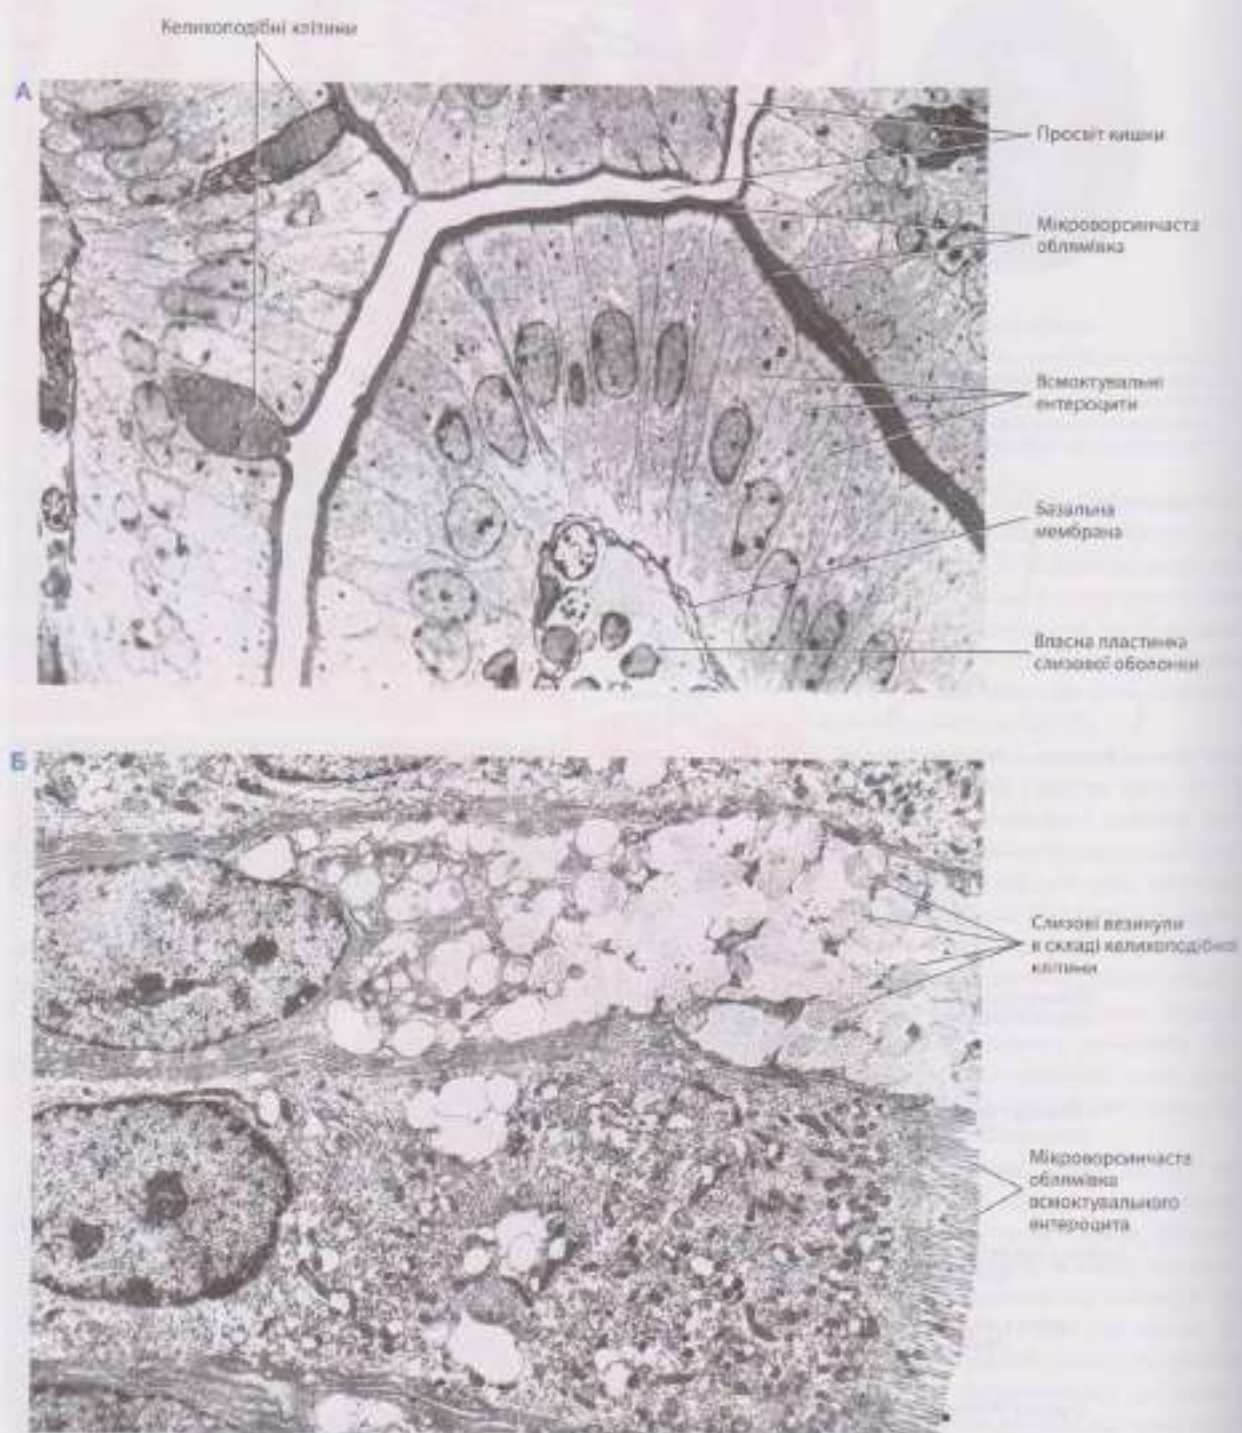 Келихоподібні клітини
А
Просвіт кишки
Мікроворсинчаста
облямівка
Всмоктувальні
ентероцити
Базальна
мембрана
Власна пластинка
слизової оболонки
Б
Слизові везикули
в складі келихоподібної
клітини
Мікроворсинчаста
облямівка
всмоктувального
ентероцита